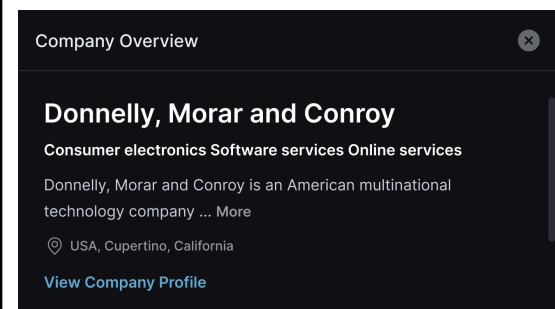 Company Overview
Donnelly, Morar and Conroy
Consumer electronics Software services Online services
Donnelly, Morar and Conroy is an American multinational
technology company ... More
USA, Cupertino, California
View Company Profile